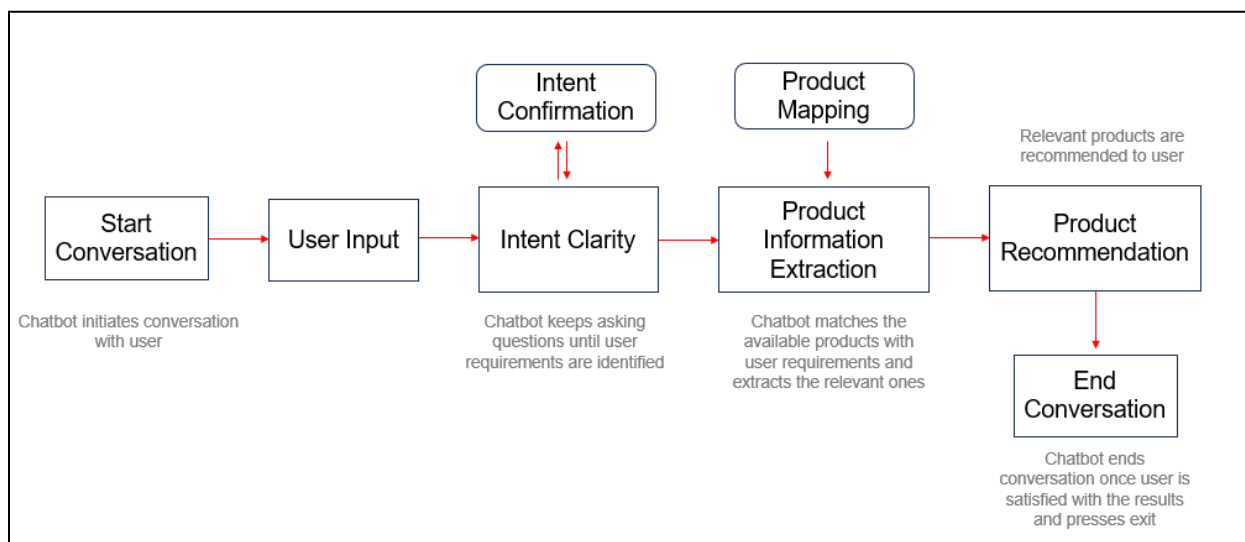 Intent
Confirmation
Product
Mapping
Relevant products are
recommended to user
Start
Conversation
User Input
Intent Clarity
Product
Information
Extraction
Product
Recommendation
Chatbot initiates conversation
with user
Chatbot keeps asking
questions until user
requirements are identified
Chatbot matches the
available products with
user requirements and
extracts the relevant ones
End
Conversation
Chatbot ends
conversation once user is
satisfied with the results
and presses exit